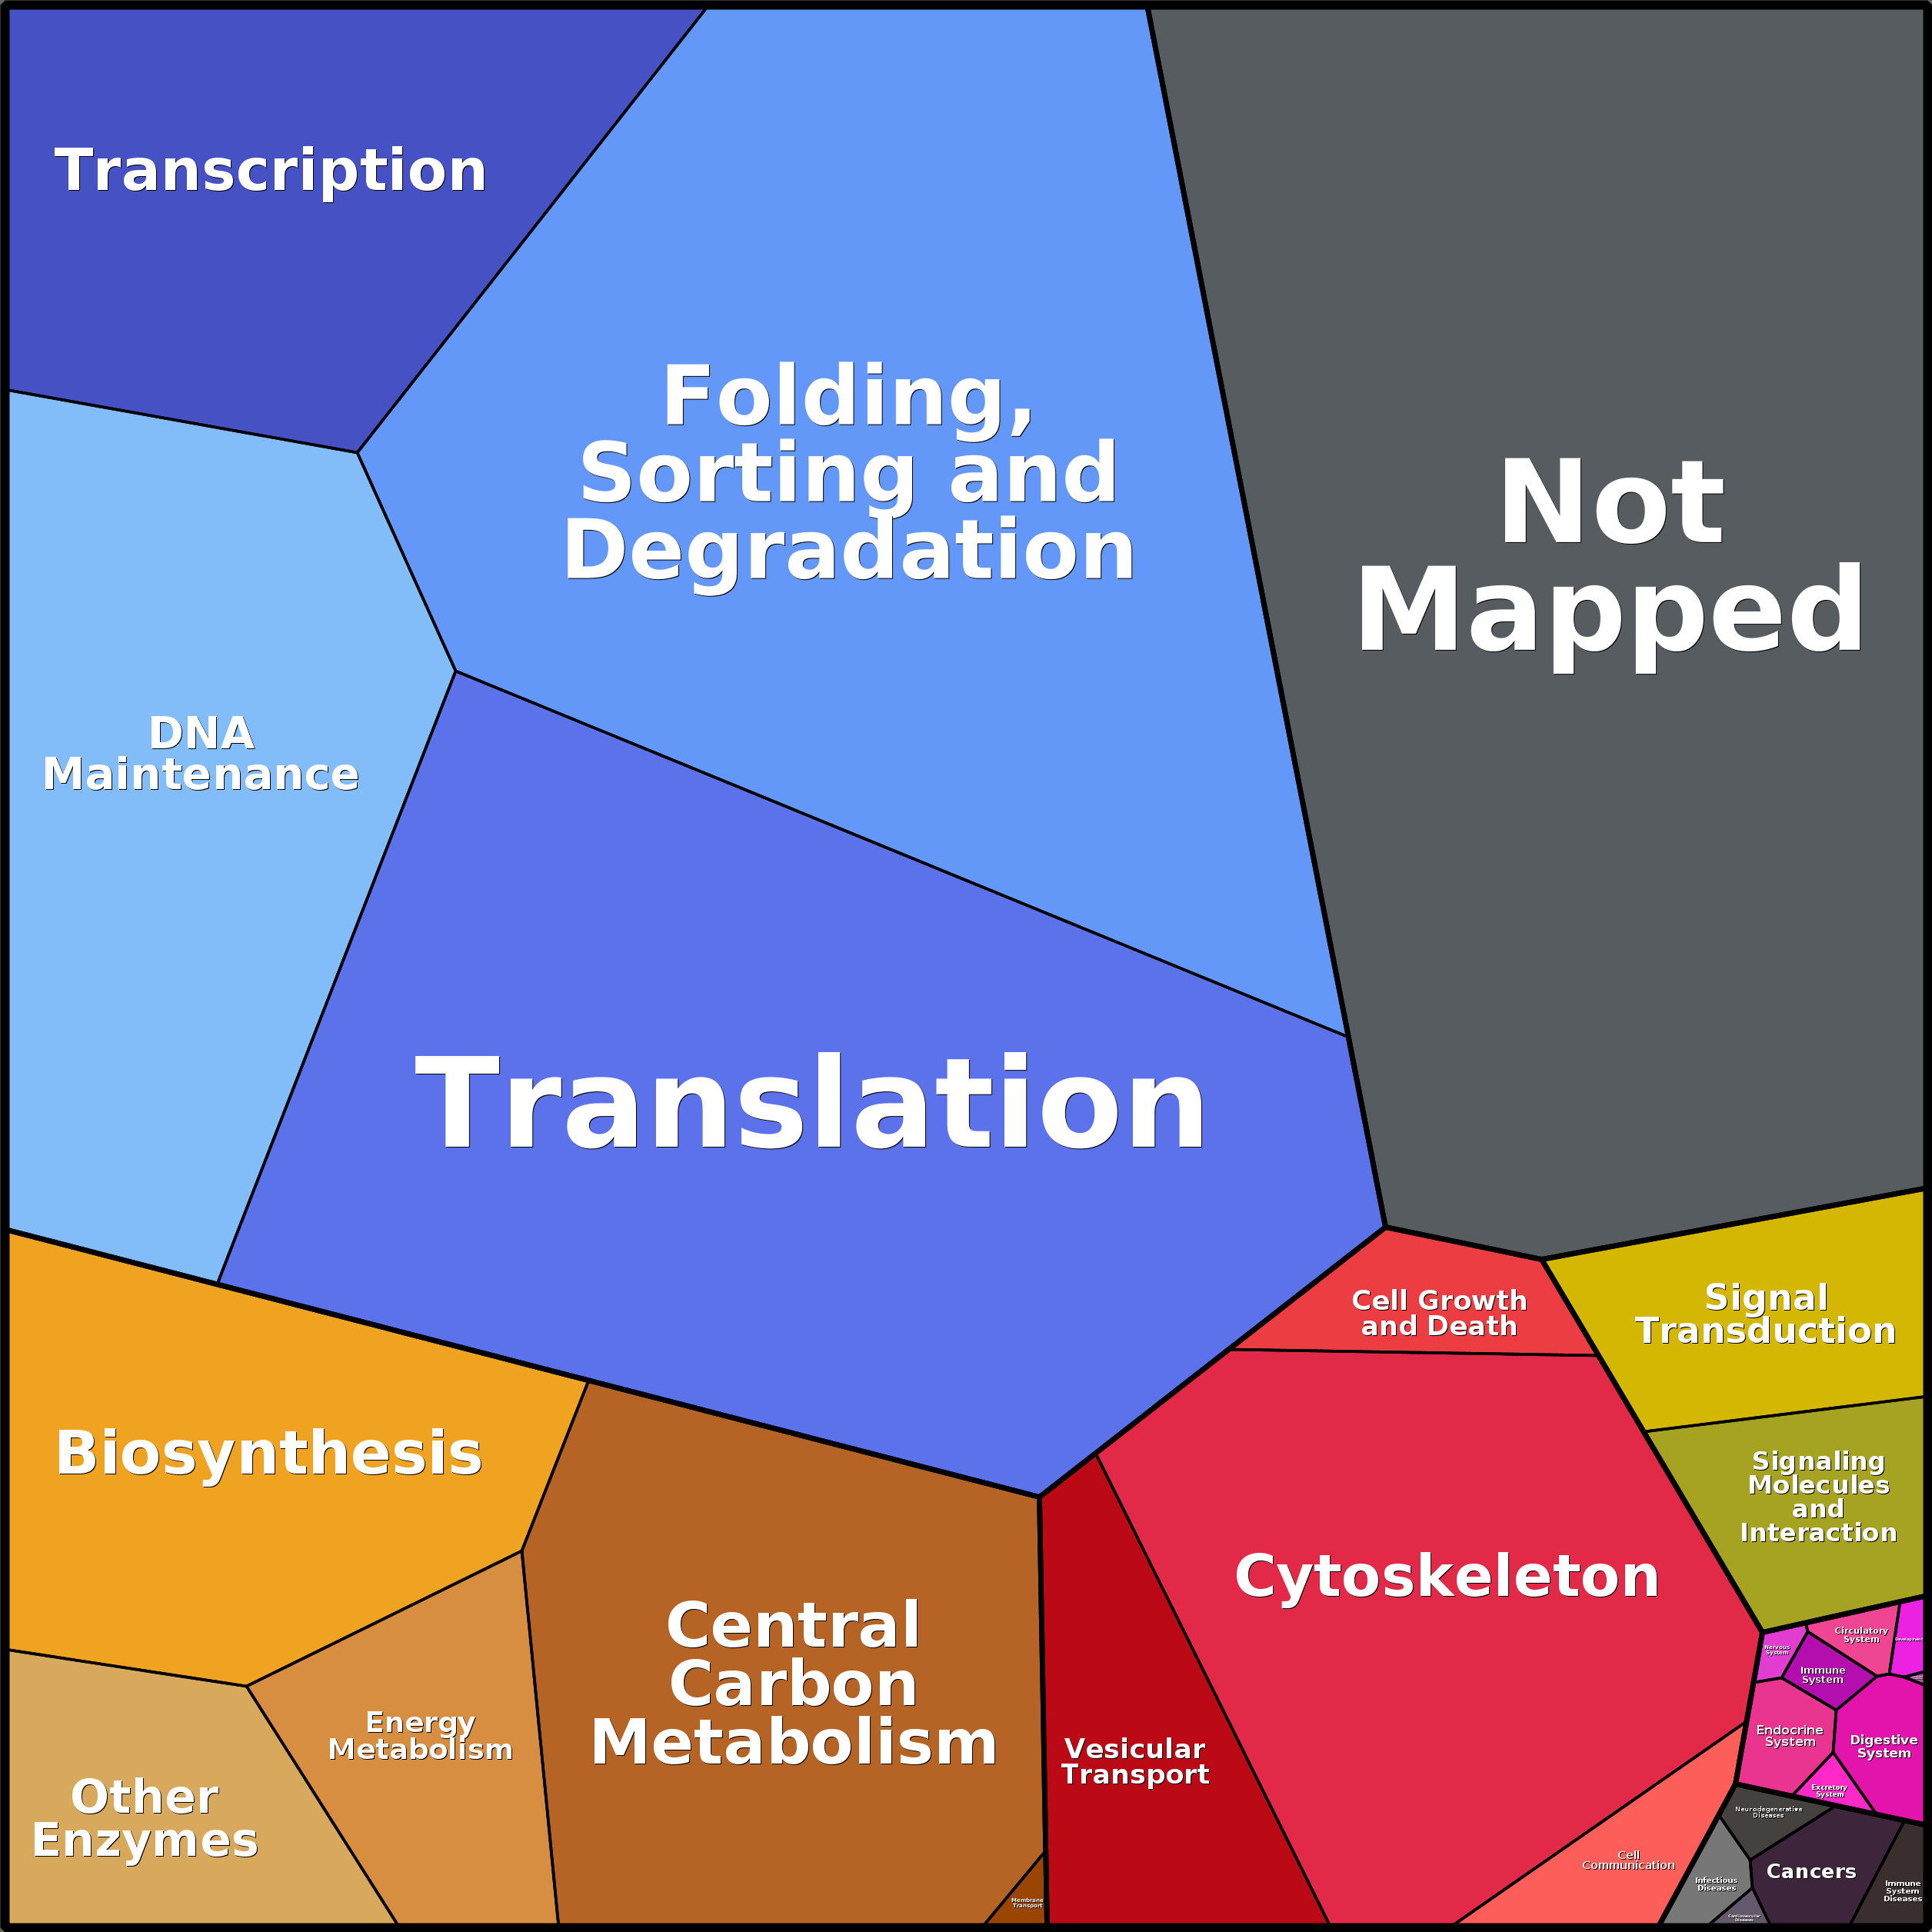 Transcription
Folding,
Sorting and
Degradation
Not
Mapped
DNA
Maintenance
Translation
Cell Growth
and Death
Signal
Transduction
Biosynthesis
Signaling
Molecules
and
Interaction
Cytoskeleton
Central
Carbon
Metabolism
Energy
Metabolism
Vesicular
Transport
Other
Enzymes
Membrane
Transport
Cell
Communication
Nervous
System
Circulatory
System
Immune
System
Endocrine
System
Digestive
System
Excretory
System
Neurodegenerative
Diseases
Cancers
Infectious
Diseases
Immune
System
Diseases
Cardiovascular
Diseases